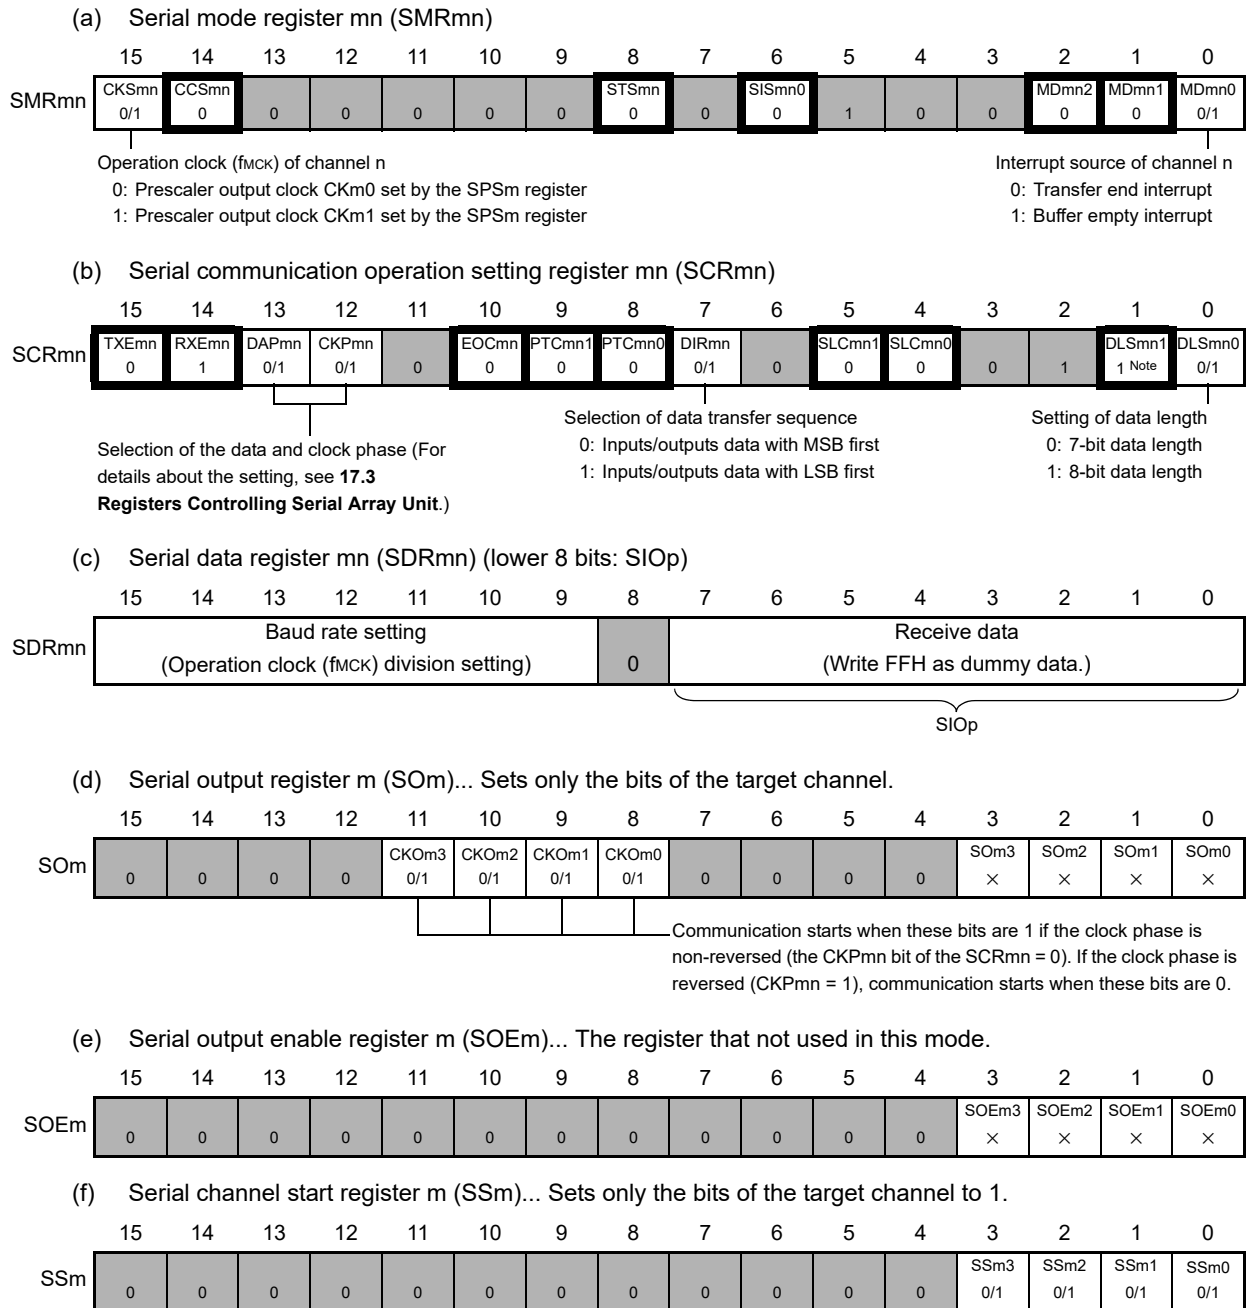 (a) Serial mode register mn (SMRmn)
15 14 13 12 11 10 9 8 7 6 5 4 3 2 1 0
SMRmn
CKSmn CCSmn STSmn SISmn0 MDmn2 MDmn1 MDmn0
0/1 0 0 0 0 0 0 0 0 0 1 0 0 0 0 0/1
Operation clock (fMCK) of channel n
0: Prescaler output clock CKm0 set by the SPSm register
1: Prescaler output clock CKm1 set by the SPSm register
Interrupt source of channel n
0: Transfer end interrupt
1: Buffer empty interrupt
(b) Serial communication operation setting register mn (SCRmn)
15 14 13 12 11 10 9 8 7 6 5 4 3 2 1 0
SCRmn
TXEmn RXEmn DAPmn CKPmn EOCmn PTCmn1 PTCmn0 DIRmn SLCmn1 SLCmn0 DLSmn1 DLSmn0
0 1 0/1 0/1 0 0 0 0 0/1 0 0 0 0 1 1 Note 0/1
Selection of the data and clock phase (For
details about the setting, see 17.3
Registers Controlling Serial Array Unit.)
Selection of data transfer sequence
0: Inputs/outputs data with MSB first
1: Inputs/outputs data with LSB first
Setting of data length
0: 7-bit data length
1: 8-bit data length
(c) Serial data register mn (SDRmn) (lower 8 bits: SIOp)
15 14 13 12 11 10 9 8 7 6 5 4 3 2 1 0
SDRmn
Baud rate setting
(Operation clock (fMCK) division setting)
0
Receive data
(Write FFH as dummy data.)
SIOp
(d) Serial output register m (SOm)... Sets only the bits of the target channel.
15 14 13 12 11 10 9 8 7 6 5 4 3 2 1 0
SOm
CKOm3 CKOm2 CKOm1 CKOm0 SOm3 SOm2 SOm1 SOm0
0 0 0 0 0/1 0/1 0/1 0/1 0 0 0 0 × × × ×
Communication starts when these bits are 1 if the clock phase is
non-reversed (the CKPmn bit of the SCRmn = 0). If the clock phase is
reversed (CKPmn = 1), communication starts when these bits are 0.
(e) Serial output enable register m (SOEm)... The register that not used in this mode.
15 14 13 12 11 10 9 8 7 6 5 4 3 2 1 0
SOEm
SOEm3 SOEm2 SOEm1 SOEm0
0 0 0 0 0 0 0 0 0 0 0 0 × × × ×
(f) Serial channel start register m (SSm)... Sets only the bits of the target channel to 1.
15 14 13 12 11 10 9 8 7 6 5 4 3 2 1 0
SSm
SSm3 SSm2 SSm1 SSm0
0 0 0 0 0 0 0 0 0 0 0 0 0/1 0/1 0/1 0/1